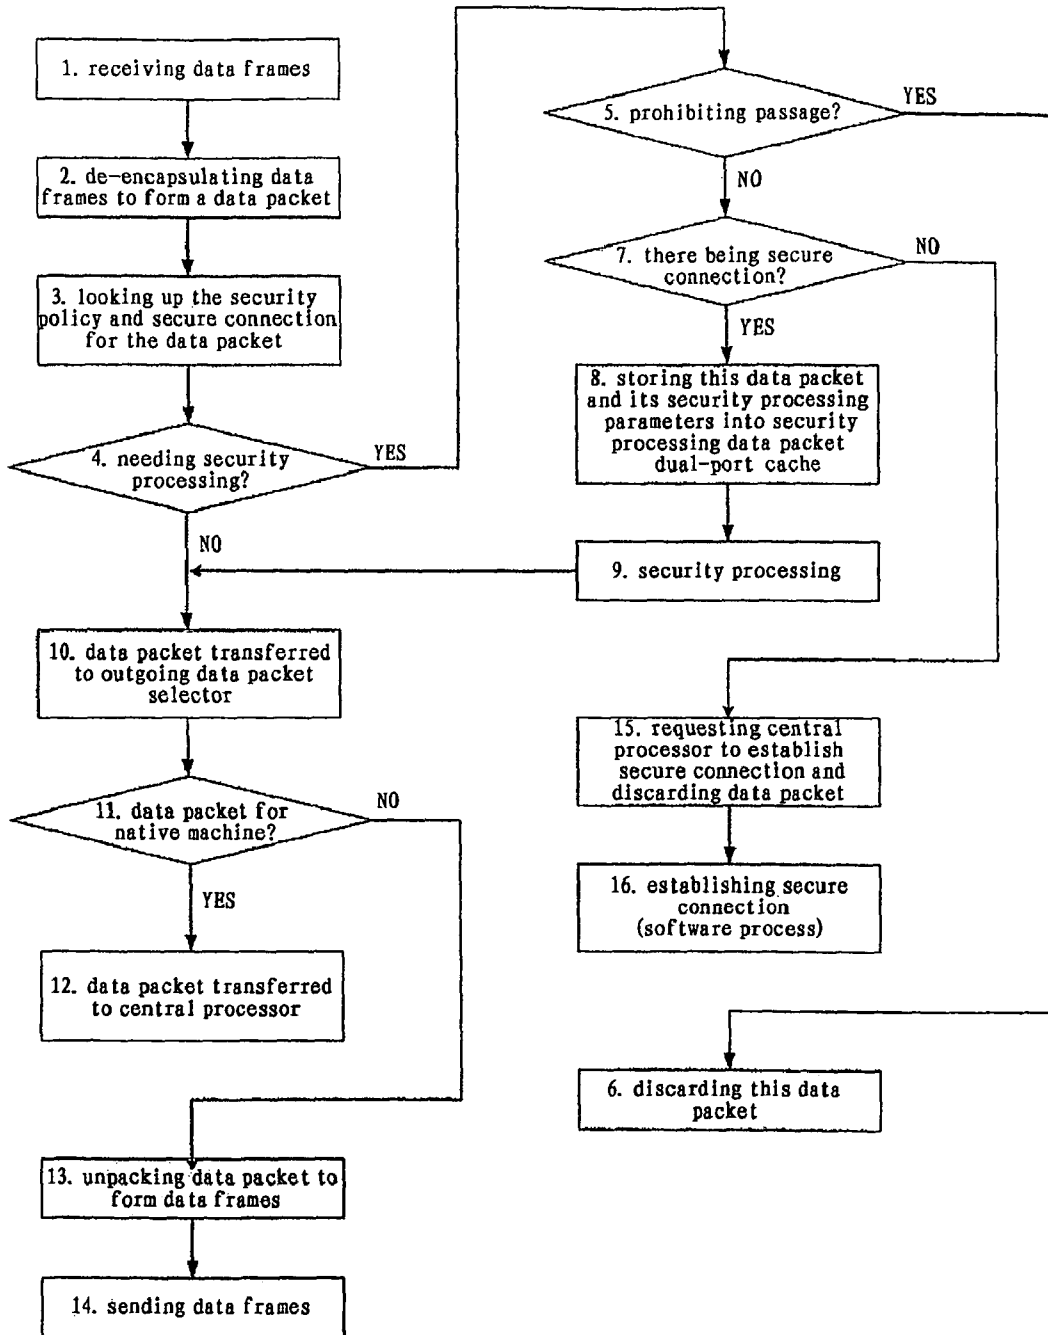 1. receiving data frames
2. de-encapsulating data
frames to form a data packet
3. looking up the security
policy and secure connection
for the data packet
4. needing security
processing?
YES
NO
5. prohibiting passage?
YES
NO
7. there being secure
connection?
NO
YES
8. storing this data packet
and its security processing
parameters into security
processing data packet
dual-port cache
9. security processing
10. data packet transferred
to outgoing data packet
selector
11. data packet for
native machine?
NO
YES
12. data packet transferred
to central processor
13. unpacking data packet to
form data frames
14. sending data frames
15. requesting central
processor to establish
secure connection and
discarding data packet
16. establishing secure
connection
(software process)
6. discarding this data
packet